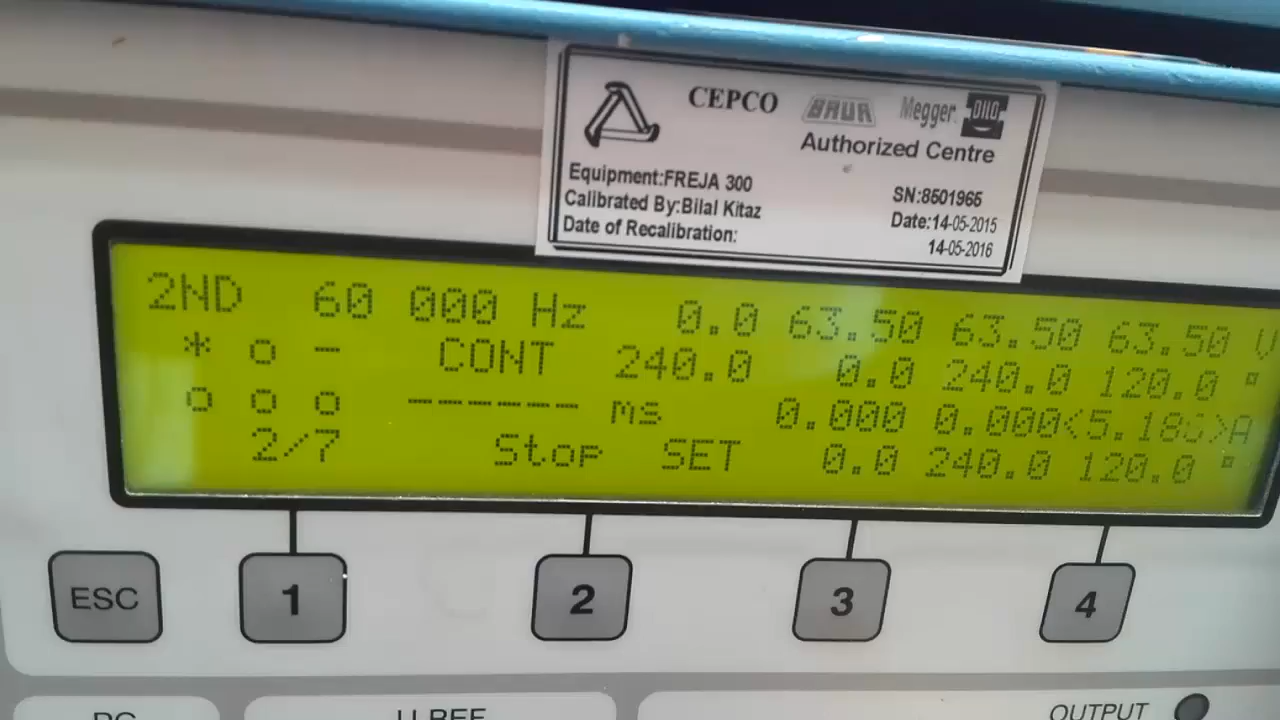 CEPCO BAUR Megger
Authorized Centre
Equipment:FREJA 300
SN:8501965
Calibrated By:Bilal Kitaz
Date:14-05-2015
Date of Recalibration:
14-05-2016
2ND 60 000 Hz 0.0 63.50 63.50 63.50 V
* o - CONT 240.0 0.0 240.0 120.0 °
o o o ------ ms 0.000 0.000 A
2/7 Stop SET 0.0 240.0 120.0 °
ESC 1 2 3 4
OUTPUT